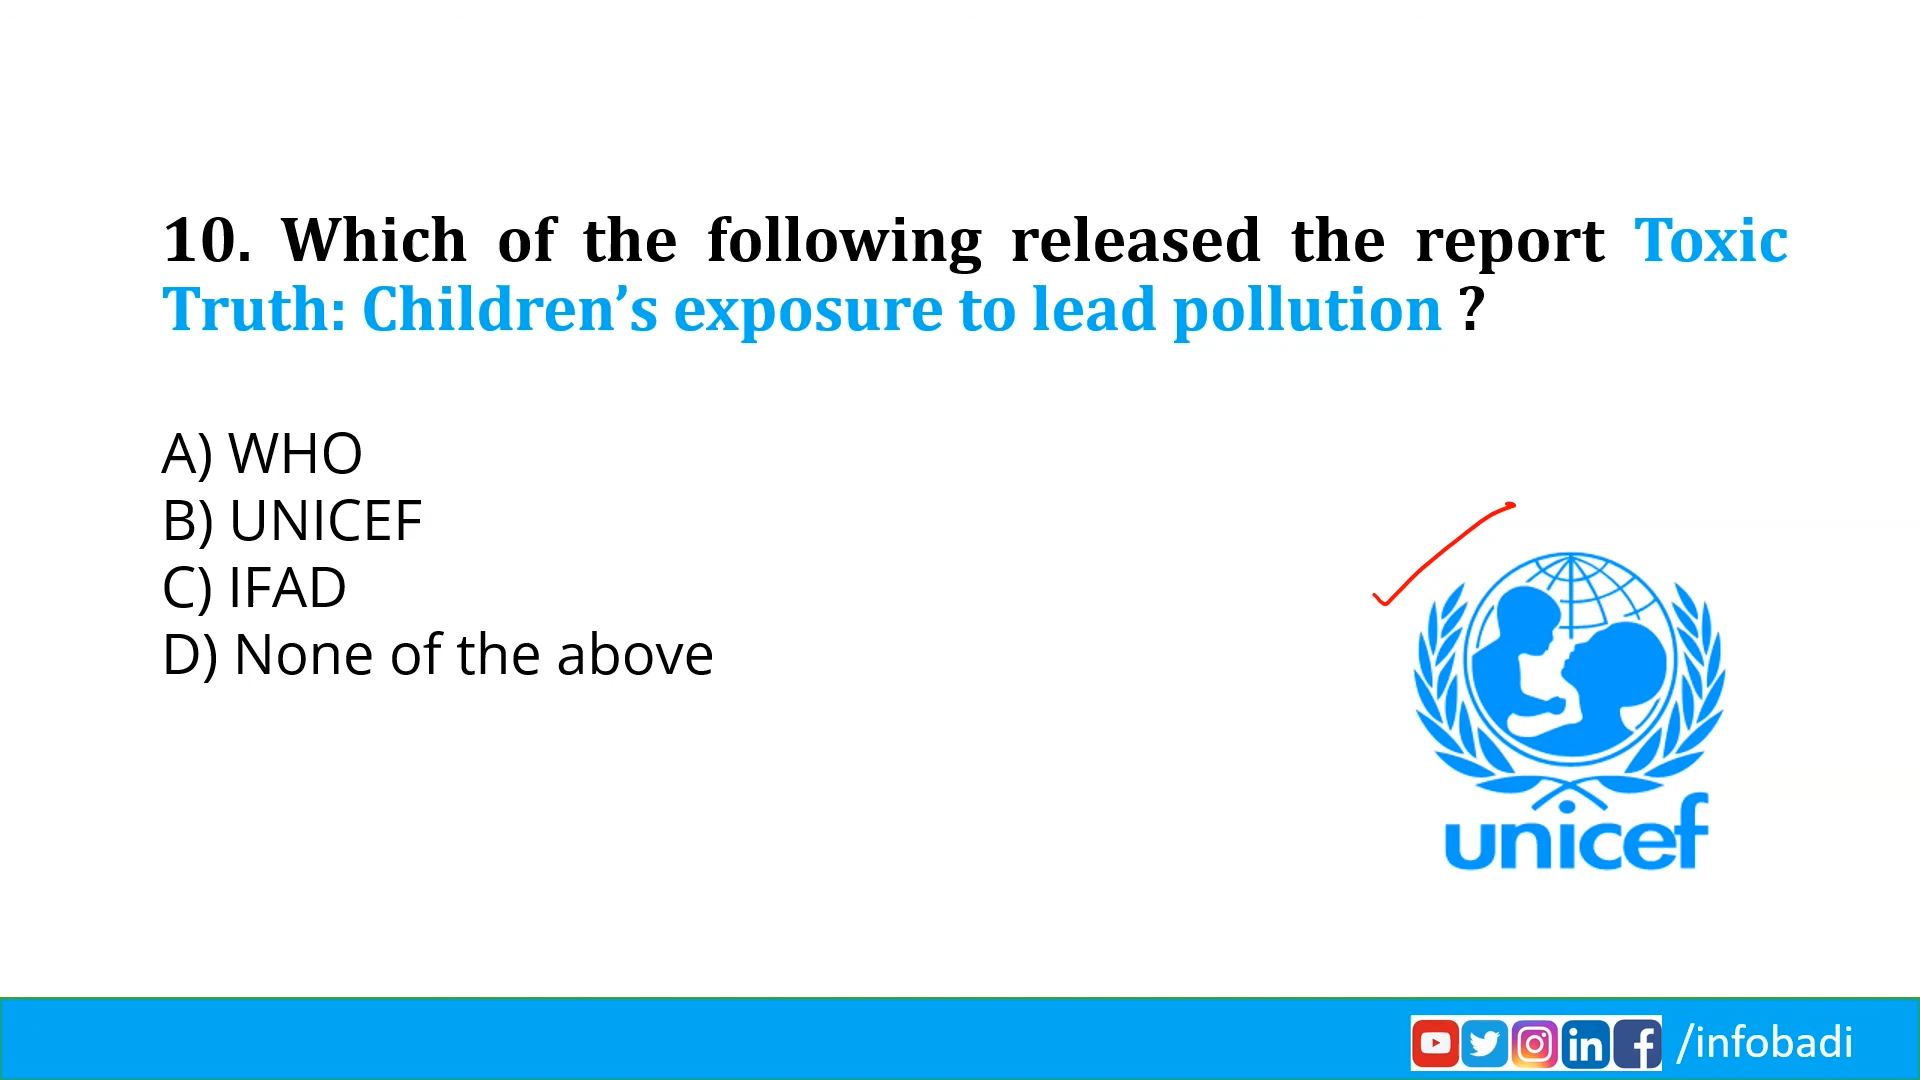 10. Which of the following released the report Toxic
Truth: Children’s exposure to lead pollution ?
A) WHO
B) UNICEF
C) IFAD
D) None of the above
unicef
/infobadi